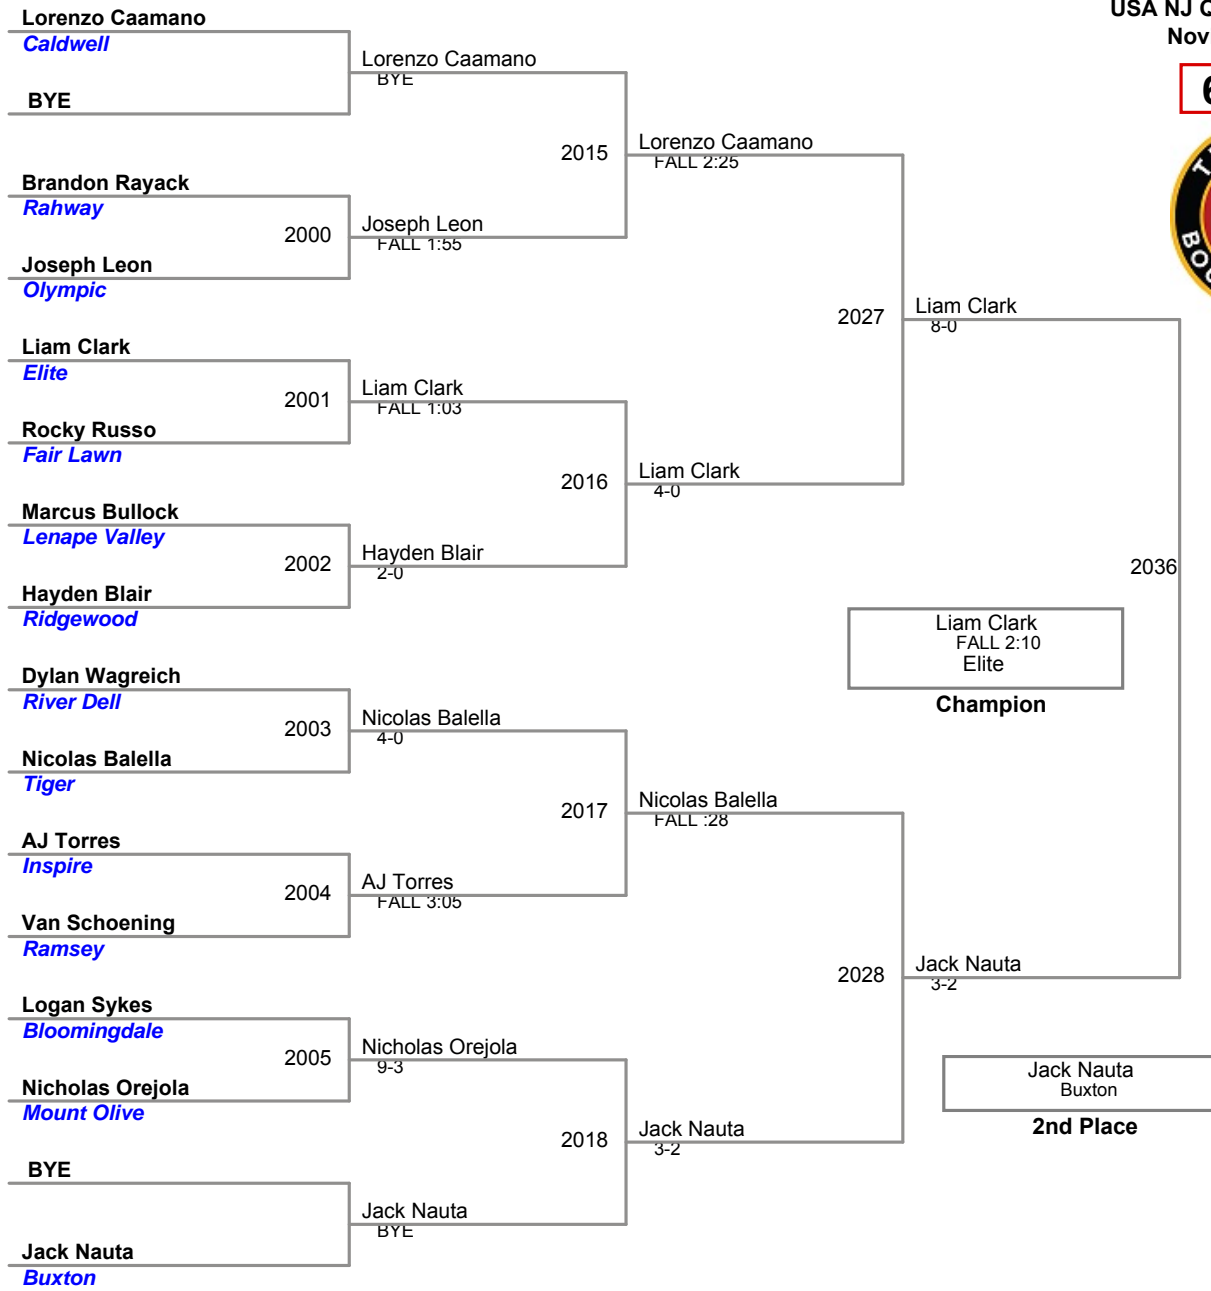 USA NJ Q
Nov
6
Lorenzo Caamano
Caldwell
BYE
Brandon Rayack
Rahway
2000
Joseph Leon
Olympic
Liam Clark
Elite
2001
Rocky Russo
Fair Lawn
Marcus Bullock
Lenape Valley
2002
Hayden Blair
Ridgewood
Dylan Wagreich
River Dell
2003
Nicolas Balella
Tiger
AJ Torres
Inspire
2004
Van Schoening
Ramsey
Logan Sykes
Bloomingdale
2005
Nicholas Orejola
Mount Olive
BYE
Jack Nauta
Buxton
Lorenzo Caamano
BYE
2015
Joseph Leon
FALL 1:55
Liam Clark
FALL 1:03
2016
Hayden Blair
2-0
Nicolas Balella
4-0
2017
AJ Torres
FALL 3:05
Nicholas Orejola
9-3
2018
Jack Nauta
BYE
Lorenzo Caamano
FALL 2:25
2027
Liam Clark
4-0
Nicolas Balella
FALL :28
2028
Jack Nauta
3-2
Liam Clark
8-0
2036
Jack Nauta
3-2
Liam Clark
FALL 2:10
Elite
Champion
Jack Nauta
Buxton
2nd Place